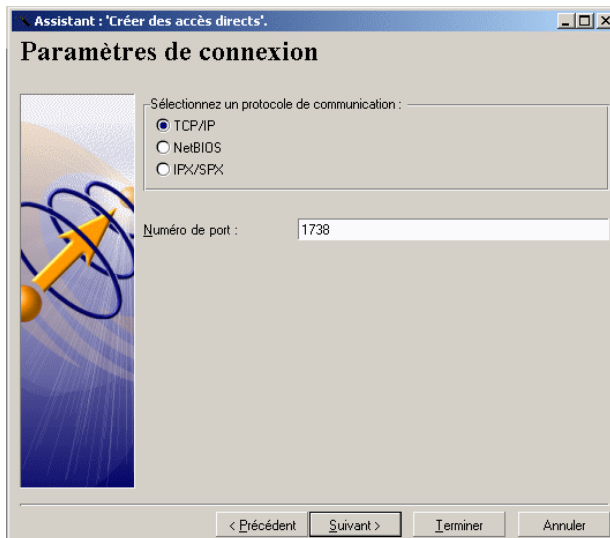 Assistant : 'Créer des accès directs'.
Paramètres de connexion
Sélectionnez un protocole de communication :
TCP/IP
NetBIOS
IPX/SPX
Numéro de port :
1738
< Précédent
Suivant >
Terminer
Annuler